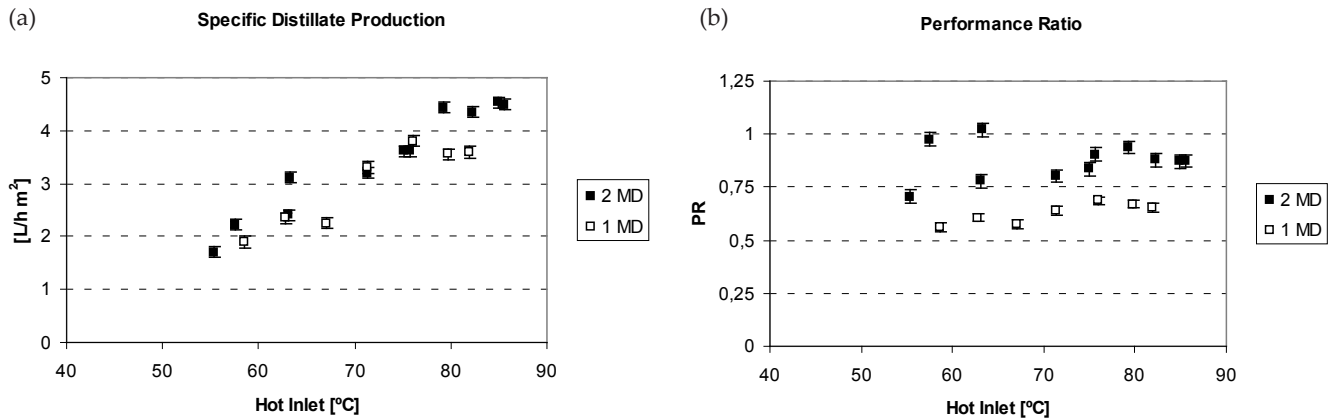 (a)
Specific Distillate Production
[L/h m²]
5
4
3
2
1
0
40 50 60 70 80 90
Hot Inlet [ºC]
2 MD
1 MD
(b)
Performance Ratio
PR
1,25
1
0,75
0,5
0,25
0
40 50 60 70 80 90
Hot Inlet [ºC]
2 MD
1 MD